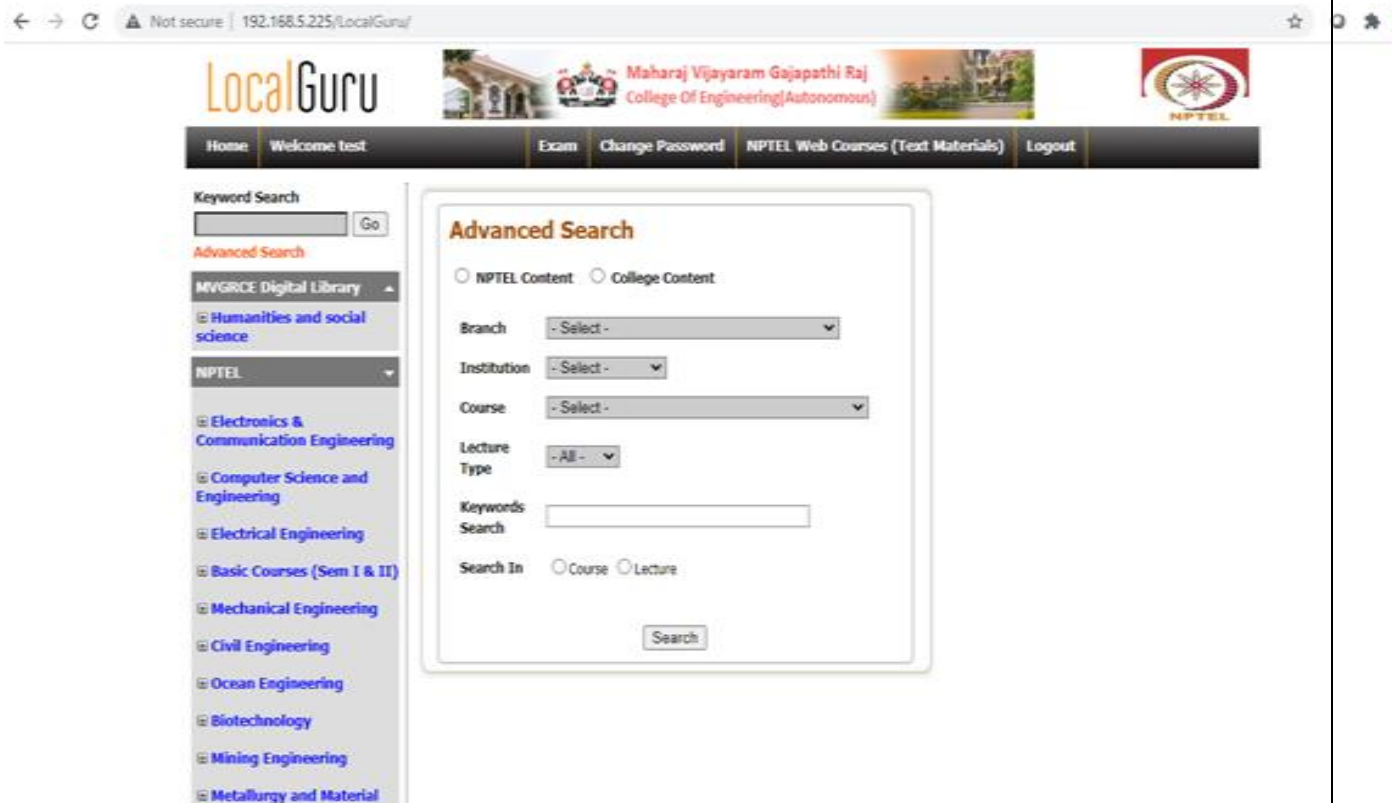 Not secure | 192.168.5.225/LocalGuru/
LocalGuru
Maharaj Vijayaram Gajapathi Raj
College Of Engineering(Autonomous)
NPTEL
Home Welcome test Exam Change Password NPTEL Web Courses (Text Materials) Logout
Keyword Search
Go
Advanced Search
MVGRCE Digital Library
Humanities and social
science
NPTEL
Electronics &
Communication Engineering
Computer Science and
Engineering
Electrical Engineering
Basic Courses (Sem I & II)
Mechanical Engineering
Civil Engineering
Ocean Engineering
Biotechnology
Mining Engineering
Metallurgy and Material
Advanced Search
NPTEL Content College Content
Branch - Select -
Institution - Select -
Course - Select -
Lecture
Type
- All -
Keywords
Search
Search In Course Lecture
Search